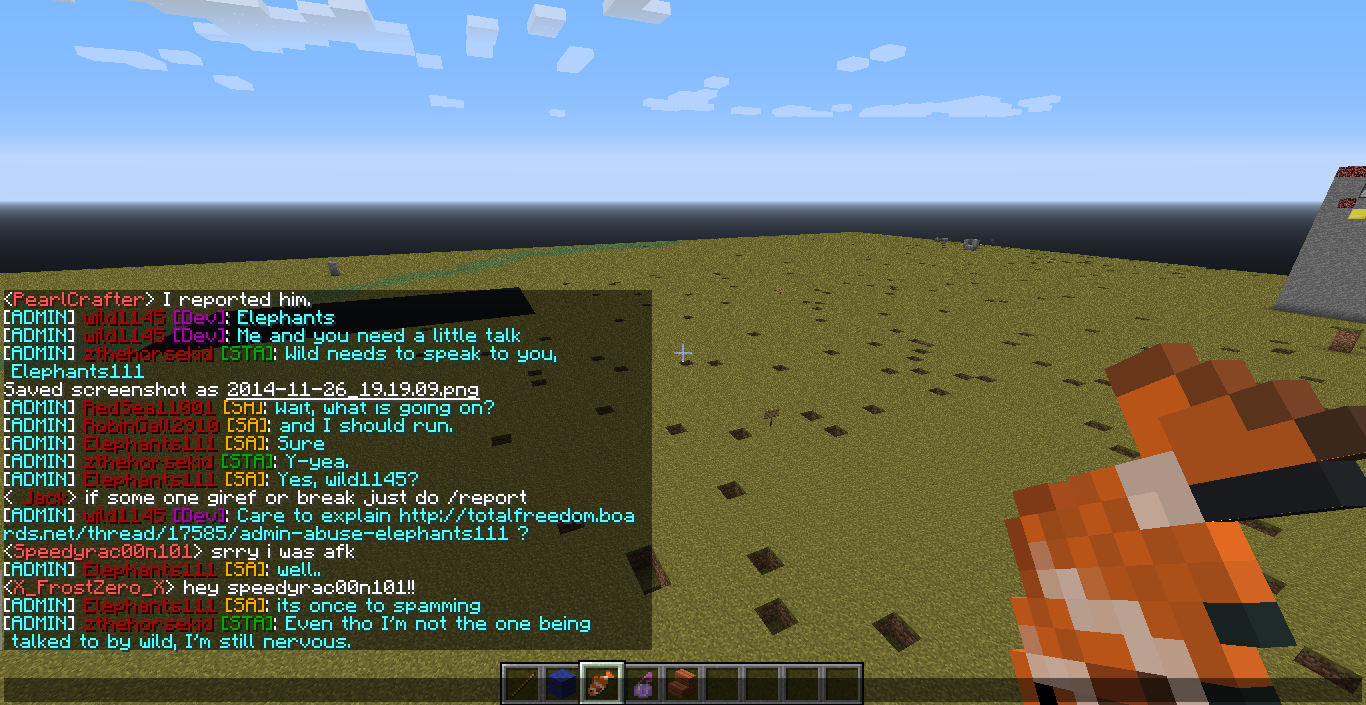 <PearlCrafter> I reported him.
[ADMIN] wild1145 [Dev]: Elephants
[ADMIN] wild1145 [Dev]: Me and you need a little talk
[ADMIN] zthehorsekid [STA]: Wild needs to speak to you,
Elephants111
Saved screenshot as 2014-11-26_19.19.09.png
[ADMIN] RedSea11001 [SA]: Wait, what is going on?
[ADMIN] RobinGall2910 [SA]: and I should run.
[ADMIN] Elephants111 [SA]: Sure
[ADMIN] zthehorsekid [STA]: Y-yea.
[ADMIN] Elephants111 [SA]: Yes, wild1145?
<_Jack> if some one giref or break ,just do /report
[ADMIN] wild1145 [Dev]: Care to explain http://totalfreedom.boa
rds.net/thread/17585/admin-abuse-elephants111 ?
<Speedyrac00n101> srry i was afk
[ADMIN] Elephants111 [SA]: well..
<X_FrostZero_X> hey speedyrac00n101!!
[ADMIN] Elephants111 [SA]: its once to spamming
[ADMIN] zthehorsekid [STA]: Even tho I'm not the one being
talked to by wild, I'm still nervous.